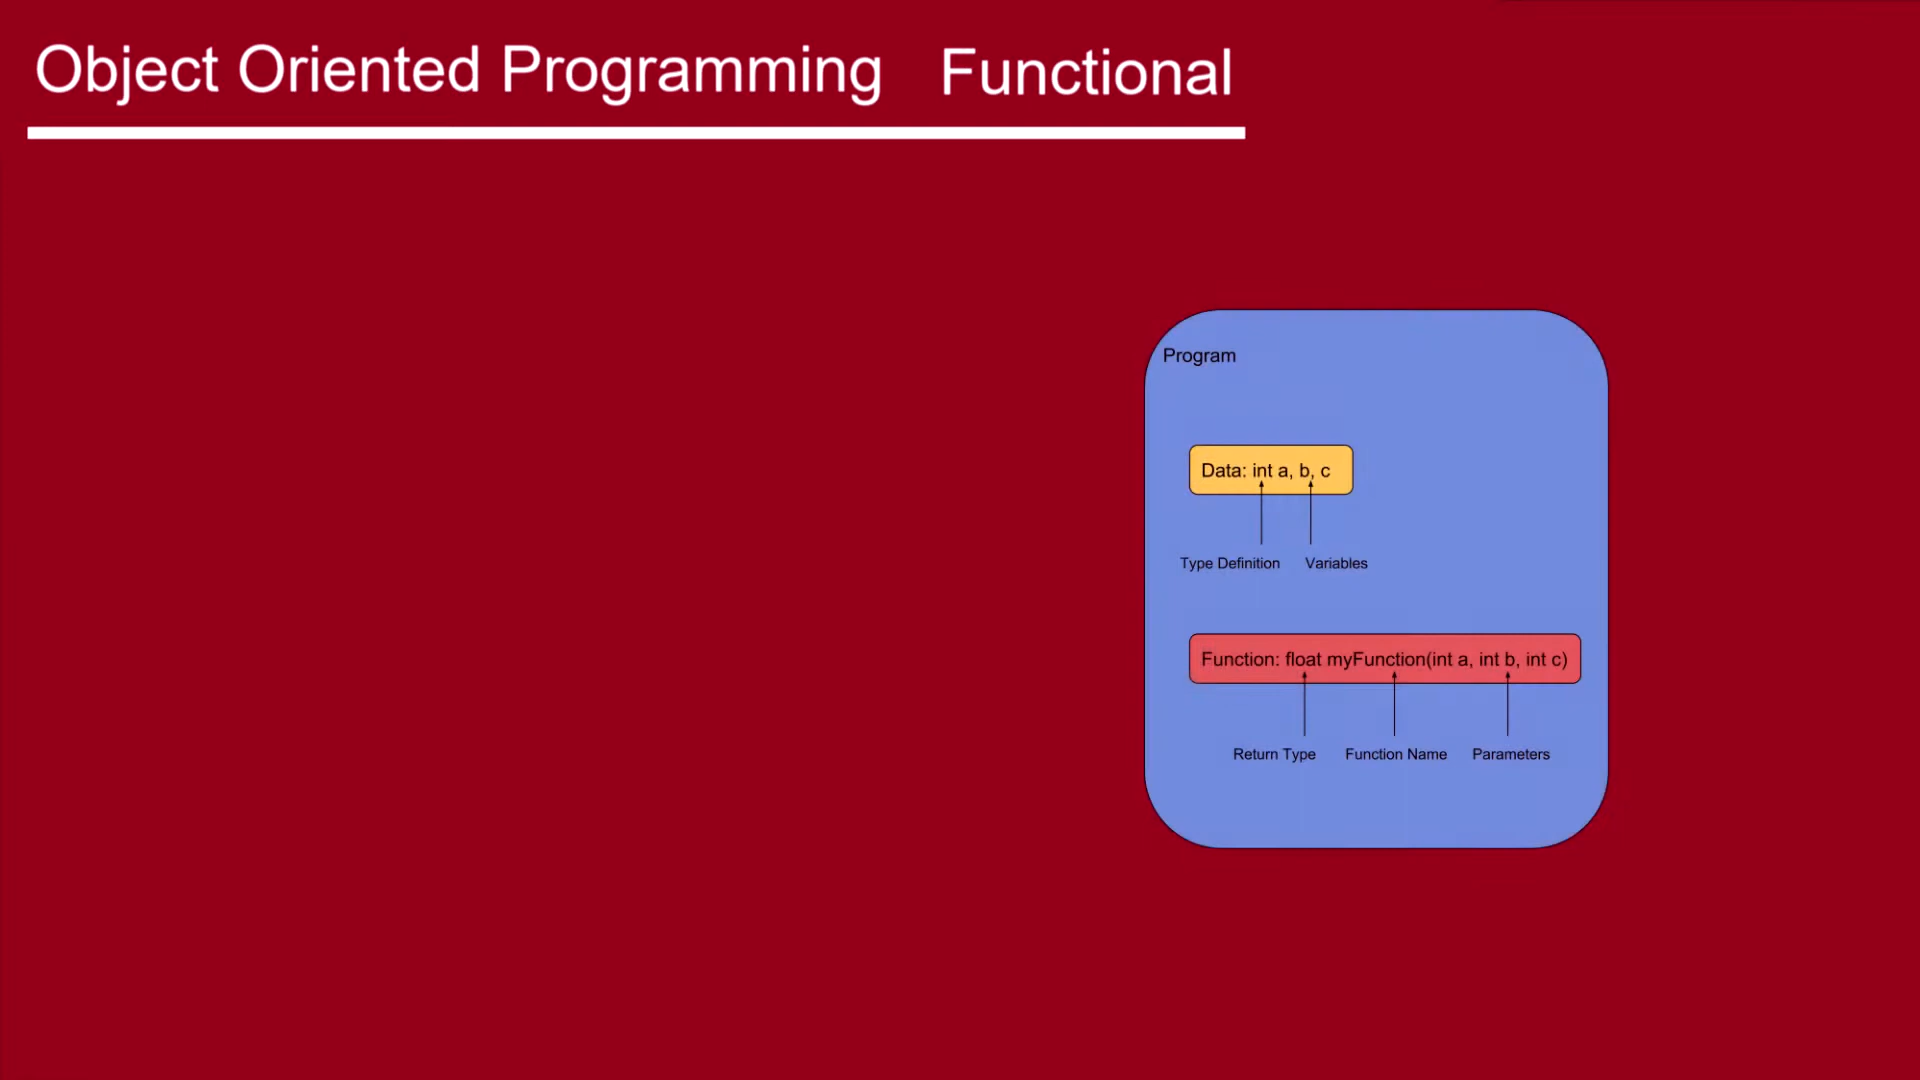 Object Oriented Programming Functional
Program
Data: int a, b, c
Type Definition Variables
Function: float myFunction(int a, int b, int c)
Return Type Function Name Parameters